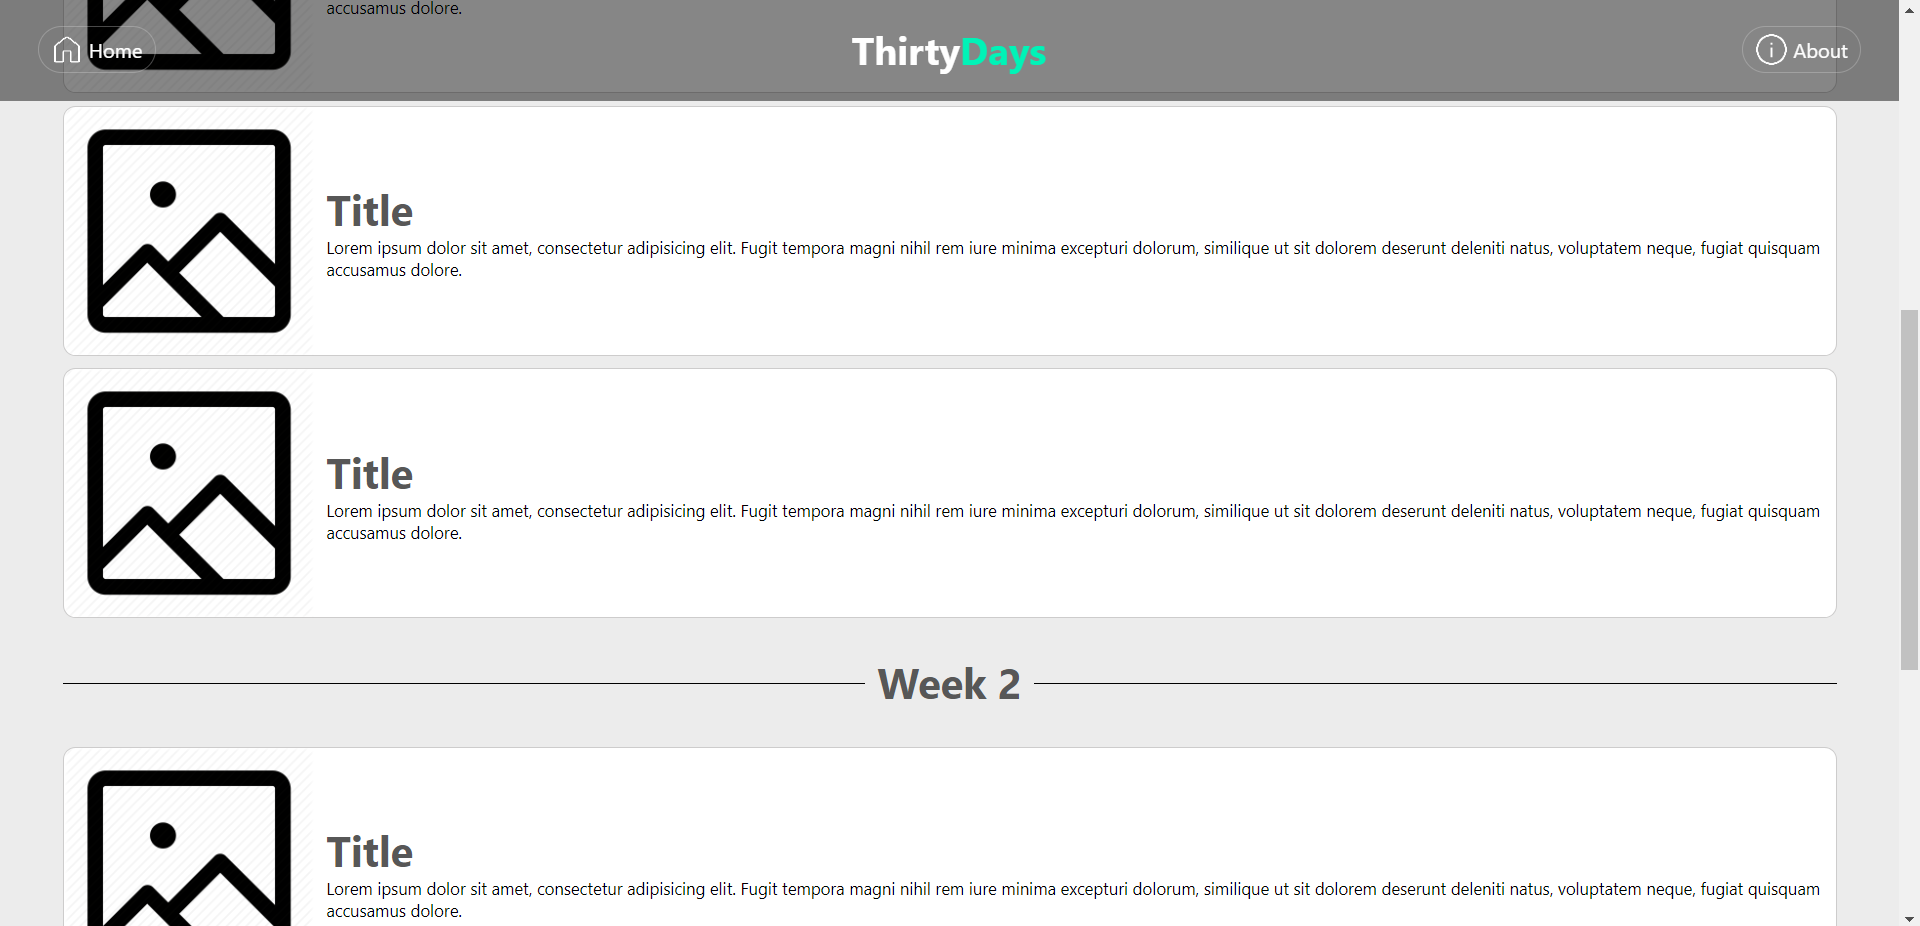 accusamus dolore.
Home
ThirtyDays
About
Title
Lorem ipsum dolor sit amet, consectetur adipisicing elit. Fugit tempora magni nihil rem iure minima excepturi dolorum, similique ut sit dolorem deserunt deleniti natus, voluptatem neque, fugiat quisquam
accusamus dolore.
Title
Lorem ipsum dolor sit amet, consectetur adipisicing elit. Fugit tempora magni nihil rem iure minima excepturi dolorum, similique ut sit dolorem deserunt deleniti natus, voluptatem neque, fugiat quisquam
accusamus dolore.
Week 2
Title
Lorem ipsum dolor sit amet, consectetur adipisicing elit. Fugit tempora magni nihil rem iure minima excepturi dolorum, similique ut sit dolorem deserunt deleniti natus, voluptatem neque, fugiat quisquam
accusamus dolore.